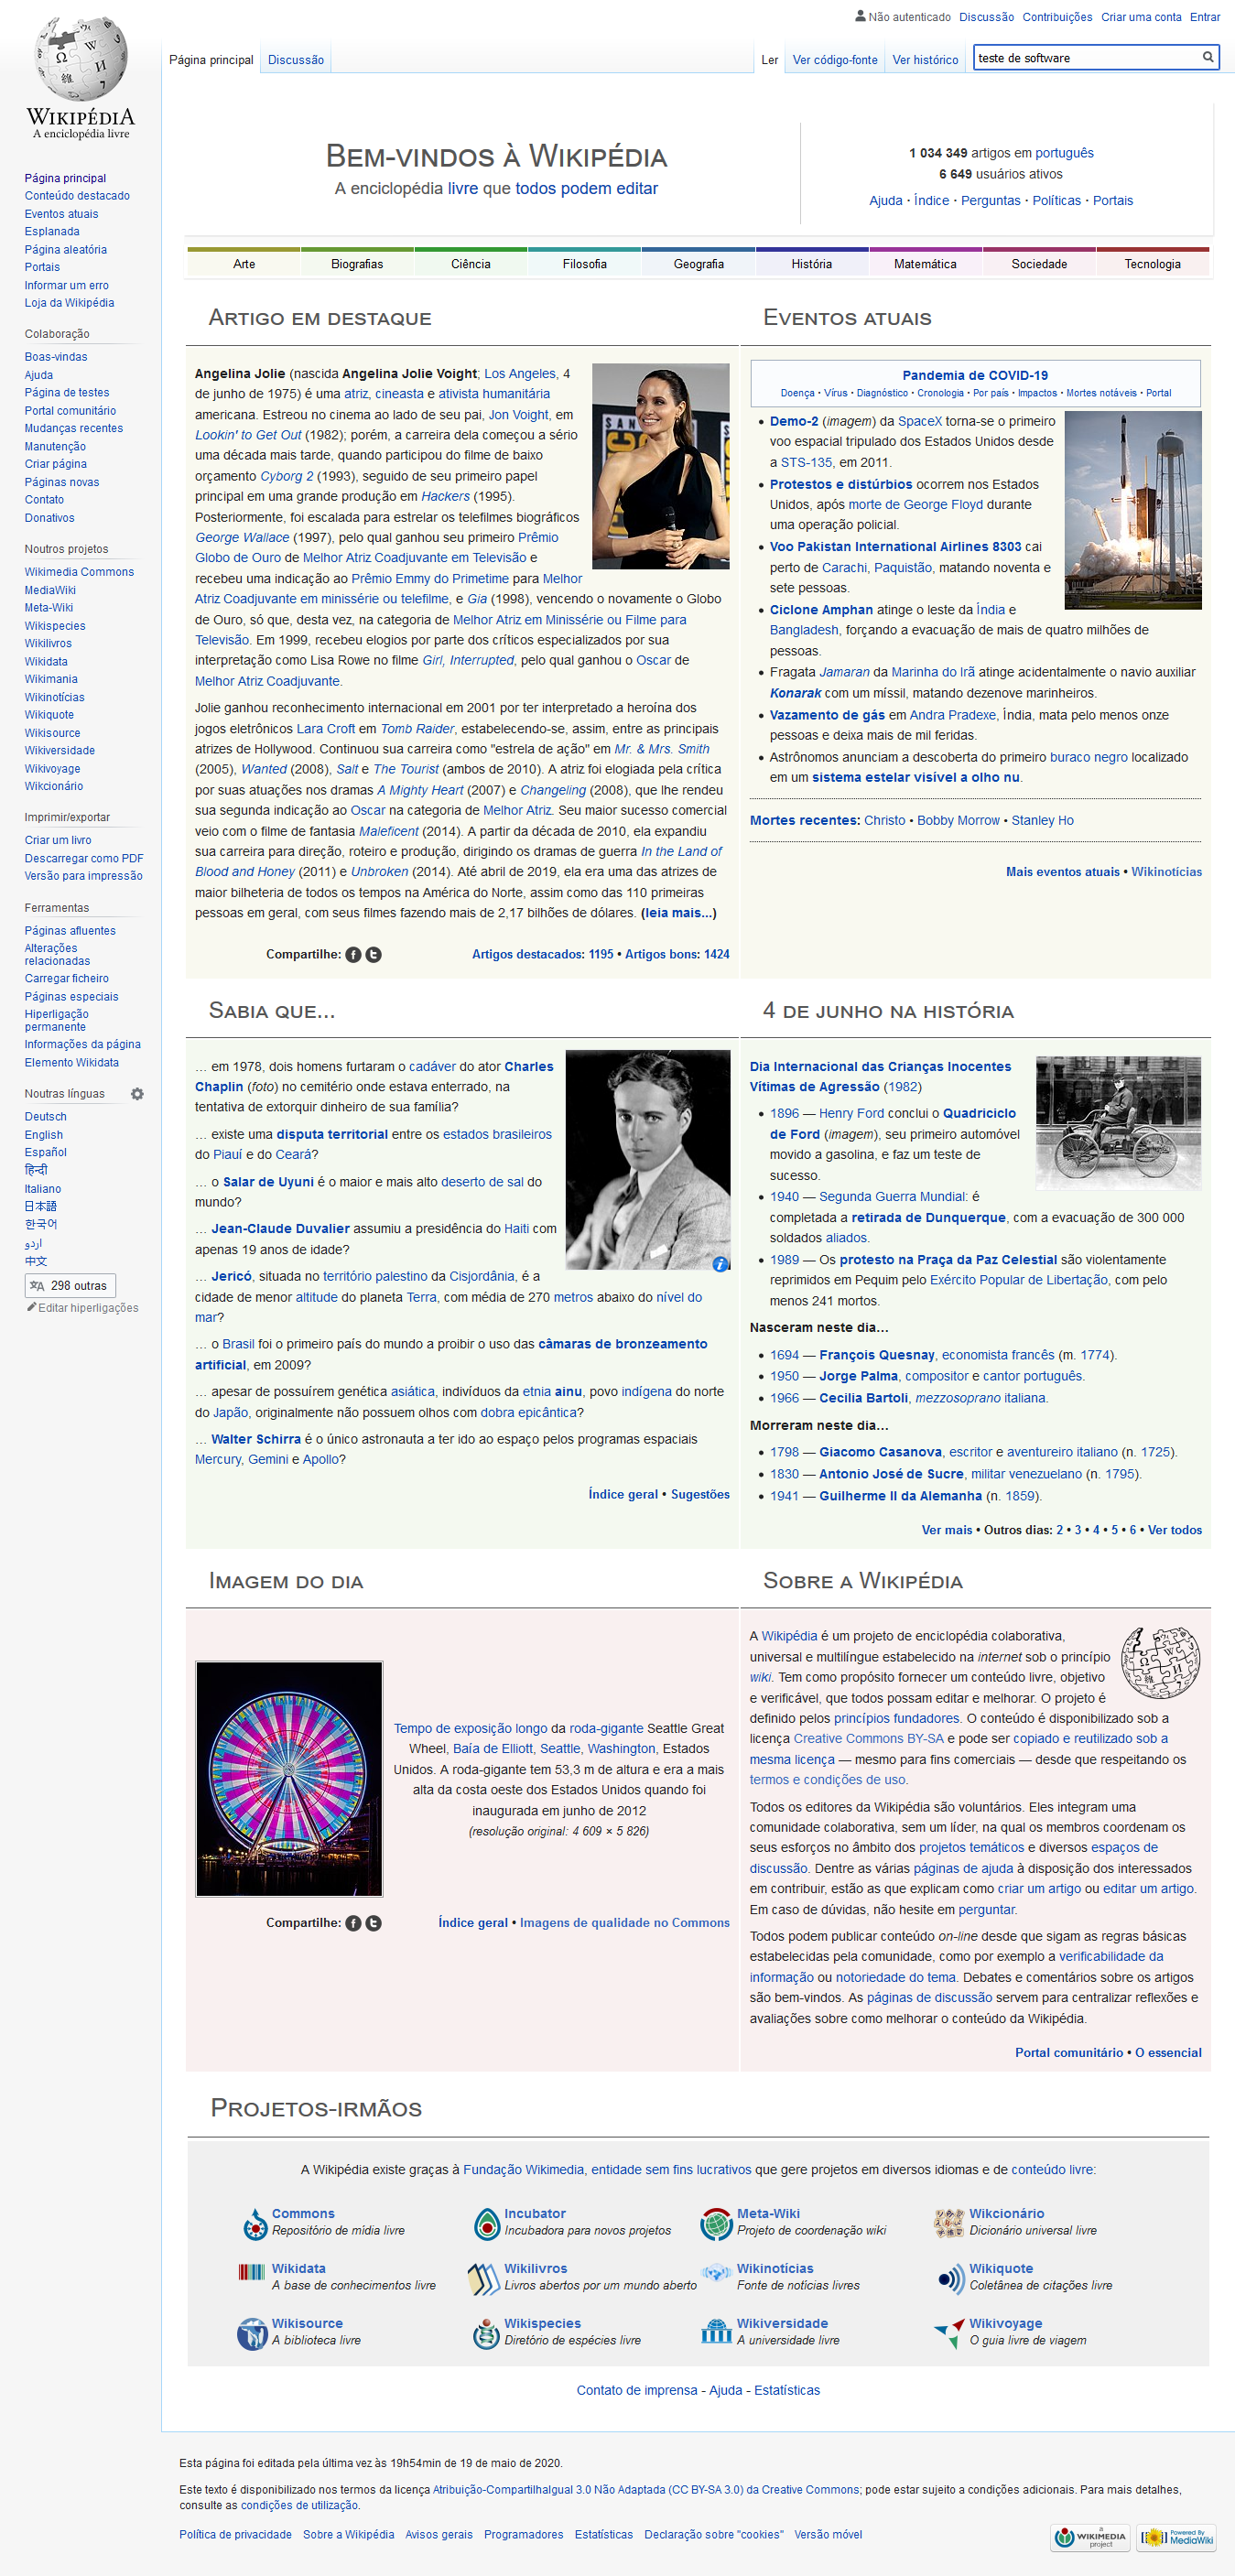 Não autenticado Discussão Contribuições Criar uma conta Entrar
Página principal Discussão Ler Ver código-fonte Ver histórico teste de software
WIKIPÉDIA
A enciclopédia livre
Página principal
Conteúdo destacado
Eventos atuais
Esplanada
Página aleatória
Portais
Informar um erro
Loja da Wikipédia
Colaboração
Boas-vindas
Ajuda
Página de testes
Portal comunitário
Mudanças recentes
Manutenção
Criar página
Páginas novas
Contato
Donativos
Noutros projetos
Wikimedia Commons
MediaWiki
Meta-Wiki
Wikispecies
Wikilivros
Wikidata
Wikimania
Wikinotícias
Wikiquote
Wikisource
Wikiversidade
Wikivoyage
Wikcionário
Imprimir/exportar
Criar um livro
Descarregar como PDF
Versão para impressão
Ferramentas
Páginas afluentes
Alterações
relacionadas
Carregar ficheiro
Páginas especiais
Hiperligação
permanente
Informações da página
Elemento Wikidata
Noutras línguas
Deutsch
English
Español
हिन्दी
Italiano
日本語
한국어
اردو
中文
298 outras
Editar hiperligações
Bem-vindos à Wikipédia
A enciclopédia livre que todos podem editar
1 034 349 artigos em português
6 649 usuários ativos
Ajuda · Índice · Perguntas · Políticas · Portais
Arte Biografias Ciência Filosofia Geografia História Matemática Sociedade Tecnologia
Artigo em destaque
Angelina Jolie (nascida Angelina Jolie Voight; Los Angeles, 4
de junho de 1975) é uma atriz, cineasta e ativista humanitária
americana. Estreou no cinema ao lado de seu pai, Jon Voight, em
Lookin' to Get Out (1982); porém, a carreira dela começou a sério
uma década mais tarde, quando participou do filme de baixo
orçamento Cyborg 2 (1993), seguido de seu primeiro papel
principal em uma grande produção em Hackers (1995).
Posteriormente, foi escalada para estrelar os telefilmes biográficos
George Wallace (1997), pelo qual ganhou seu primeiro Prêmio
Globo de Ouro de Melhor Atriz Coadjuvante em Televisão e
recebeu uma indicação ao Prêmio Emmy do Primetime para Melhor
Atriz Coadjuvante em minissérie ou telefilme, e Gia (1998), vencendo o novamente o Globo
de Ouro, só que, desta vez, na categoria de Melhor Atriz em Minissérie ou Filme para
Televisão. Em 1999, recebeu elogios por parte dos críticos especializados por sua
interpretação como Lisa Rowe no filme Girl, Interrupted, pelo qual ganhou o Oscar de
Melhor Atriz Coadjuvante.
Jolie ganhou reconhecimento internacional em 2001 por ter interpretado a heroína dos
jogos eletrônicos Lara Croft em Tomb Raider, estabelecendo-se, assim, entre as principais
atrizes de Hollywood. Continuou sua carreira como "estrela de ação" em Mr. & Mrs. Smith
(2005), Wanted (2008), Salt e The Tourist (ambos de 2010). A atriz foi elogiada pela crítica
por suas atuações nos dramas A Mighty Heart (2007) e Changeling (2008), que lhe rendeu
sua segunda indicação ao Oscar na categoria de Melhor Atriz. Seu maior sucesso comercial
veio com o filme de fantasia Maleficent (2014). A partir da década de 2010, ela expandiu
sua carreira para direção, roteiro e produção, dirigindo os dramas de guerra In the Land of
Blood and Honey (2011) e Unbroken (2014). Até abril de 2019, ela era uma das atrizes de
maior bilheteria de todos os tempos na América do Norte, assim como das 110 primeiras
pessoas em geral, com seus filmes fazendo mais de 2,17 bilhões de dólares. (leia mais...)
Compartilhe: Artigos destacados: 1195 • Artigos bons: 1424
Eventos atuais
Pandemia de COVID-19
Doença • Vírus • Diagnóstico • Cronologia • Por país • Impactos • Mortes notáveis • Portal
• Demo-2 (imagem) da SpaceX torna-se o primeiro
voo espacial tripulado dos Estados Unidos desde
a STS-135, em 2011.
• Protestos e distúrbios ocorrem nos Estados
Unidos, após morte de George Floyd durante
uma operação policial.
• Voo Pakistan International Airlines 8303 cai
perto de Carachi, Paquistão, matando noventa e
sete pessoas.
• Ciclone Amphan atinge o leste da Índia e
Bangladesh, forçando a evacuação de mais de quatro milhões de
pessoas.
• Fragata Jamaran da Marinha do Irã atinge acidentalmente o navio auxiliar
Konarak com um míssil, matando dezenove marinheiros.
• Vazamento de gás em Andra Pradexe, Índia, mata pelo menos onze
pessoas e deixa mais de mil feridas.
• Astrônomos anunciam a descoberta do primeiro buraco negro localizado
em um sistema estelar visível a olho nu.
Mortes recentes: Christo • Bobby Morrow • Stanley Ho
Mais eventos atuais • Wikinotícias
Sabia que...
... em 1978, dois homens furtaram o cadáver do ator Charles
Chaplin (foto) no cemitério onde estava enterrado, na
tentativa de extorquir dinheiro de sua família?
... existe uma disputa territorial entre os estados brasileiros
do Piauí e do Ceará?
... o Salar de Uyuni é o maior e mais alto deserto de sal do
mundo?
... Jean-Claude Duvalier assumiu a presidência do Haiti com
apenas 19 anos de idade?
... Jericó, situada no território palestino da Cisjordânia, é a
cidade de menor altitude do planeta Terra, com média de 270 metros abaixo do nível do
mar?
... o Brasil foi o primeiro país do mundo a proibir o uso das câmaras de bronzeamento
artificial, em 2009?
... apesar de possuírem genética asiática, indivíduos da etnia ainu, povo indígena do norte
do Japão, originalmente não possuem olhos com dobra epicântica?
... Walter Schirra é o único astronauta a ter ido ao espaço pelos programas espaciais
Mercury, Gemini e Apollo?
Índice geral • Sugestões
4 de junho na história
Dia Internacional das Crianças Inocentes
Vítimas de Agressão (1982)
• 1896 — Henry Ford conclui o Quadriciclo
de Ford (imagem), seu primeiro automóvel
movido a gasolina, e faz um teste de
sucesso.
• 1940 — Segunda Guerra Mundial: é
completada a retirada de Dunquerque, com a evacuação de 300 000
soldados aliados.
• 1989 — Os protesto na Praça da Paz Celestial são violentamente
reprimidos em Pequim pelo Exército Popular de Libertação, com pelo
menos 241 mortos.
Nasceram neste dia...
• 1694 — François Quesnay, economista francês (m. 1774).
• 1950 — Jorge Palma, compositor e cantor português.
• 1966 — Cecilia Bartoli, mezzosoprano italiana.
Morreram neste dia...
• 1798 — Giacomo Casanova, escritor e aventureiro italiano (n. 1725).
• 1830 — Antonio José de Sucre, militar venezuelano (n. 1795).
• 1941 — Guilherme II da Alemanha (n. 1859).
Ver mais • Outros dias: 2 • 3 • 4 • 5 • 6 • Ver todos
Imagem do dia
Tempo de exposição longo da roda-gigante Seattle Great
Wheel, Baía de Elliott, Seattle, Washington, Estados
Unidos. A roda-gigante tem 53,3 m de altura e era a mais
alta da costa oeste dos Estados Unidos quando foi
inaugurada em junho de 2012
(resolução original: 4 609 × 5 826)
Compartilhe: Índice geral • Imagens de qualidade no Commons
Sobre a Wikipédia
A Wikipédia é um projeto de enciclopédia colaborativa,
universal e multilíngue estabelecido na internet sob o princípio
wiki. Tem como propósito fornecer um conteúdo livre, objetivo
e verificável, que todos possam editar e melhorar. O projeto é
definido pelos princípios fundadores. O conteúdo é disponibilizado sob a
licença Creative Commons BY-SA e pode ser copiado e reutilizado sob a
mesma licença — mesmo para fins comerciais — desde que respeitando os
termos e condições de uso.
Todos os editores da Wikipédia são voluntários. Eles integram uma
comunidade colaborativa, sem um líder, na qual os membros coordenam os
seus esforços no âmbito dos projetos temáticos e diversos espaços de
discussão. Dentre as várias páginas de ajuda à disposição dos interessados
em contribuir, estão as que explicam como criar um artigo ou editar um artigo.
Em caso de dúvidas, não hesite em perguntar.
Todos podem publicar conteúdo on-line desde que sigam as regras básicas
estabelecidas pela comunidade, como por exemplo a verificabilidade da
informação ou notoriedade do tema. Debates e comentários sobre os artigos
são bem-vindos. As páginas de discussão servem para centralizar reflexões e
avaliações sobre como melhorar o conteúdo da Wikipédia.
Portal comunitário • O essencial
Projetos-irmãos
A Wikipédia existe graças à Fundação Wikimedia, entidade sem fins lucrativos que gere projetos em diversos idiomas e de conteúdo livre:
Commons Incubator Meta-Wiki Wikcionário
Repositório de mídia livre Incubadora para novos projetos Projeto de coordenação wiki Dicionário universal livre
Wikidata Wikilivros Wikinotícias Wikiquote
A base de conhecimentos livre Livros abertos por um mundo aberto Fonte de notícias livres Coletânea de citações livre
Wikisource Wikispecies Wikiversidade Wikivoyage
A biblioteca livre Diretório de espécies livre A universidade livre O guia livre de viagem
Contato de imprensa - Ajuda - Estatísticas
Esta página foi editada pela última vez às 19h54min de 19 de maio de 2020.
Este texto é disponibilizado nos termos da licença Atribuição-CompartilhaIgual 3.0 Não Adaptada (CC BY-SA 3.0) da Creative Commons; pode estar sujeito a condições adicionais. Para mais detalhes,
consulte as condições de utilização.
Política de privacidade Sobre a Wikipédia Avisos gerais Programadores Estatísticas Declaração sobre "cookies" Versão móvel
A WIKIMEDIA project Powered By MediaWiki